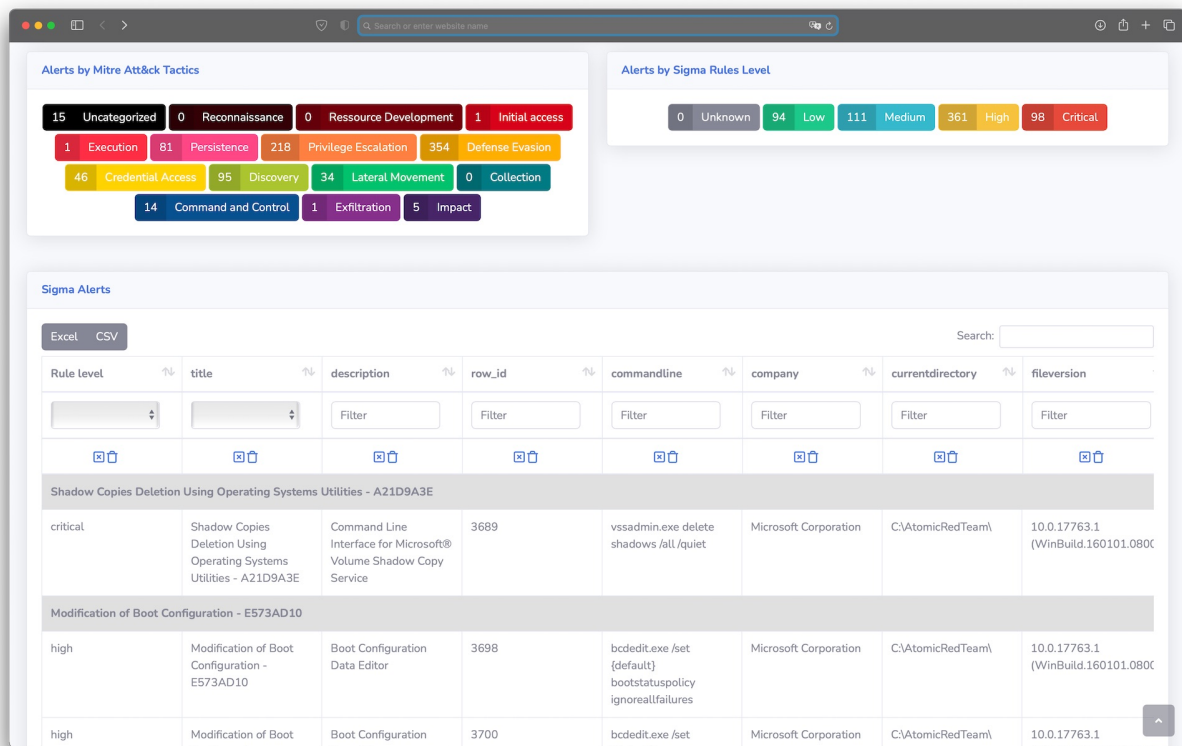 Search or enter website name
Alerts by Mitre Att&ck Tactics
Alerts by Sigma Rules Level
15 Uncategorized 0 Reconnaissance 0 Ressource Development 1 Initial access
1 Execution 81 Persistence 218 Privilege Escalation 354 Defense Evasion
46 Credential Access 95 Discovery 34 Lateral Movement 0 Collection
14 Command and Control 1 Exfiltration 5 Impact
0 Unknown 94 Low 111 Medium 361 High 98 Critical
Sigma Alerts
Excel CSV
Search:
Rule level title description row_id commandline company currentdirectory fileversion
Filter Filter Filter Filter Filter Filter
Shadow Copies Deletion Using Operating Systems Utilities - A21D9A3E
critical Shadow Copies Command Line 3689 vssadmin.exe delete Microsoft Corporation C:\AtomicRedTeam\ 10.0.17763.1
Deletion Using Interface for Microsoft® shadows /all /quiet (WinBuild.160101.0800
Operating Systems Volume Shadow Copy
Utilities - A21D9A3E Service
Modification of Boot Configuration - E573AD10
high Modification of Boot Boot Configuration 3698 bcdedit.exe /set Microsoft Corporation C:\AtomicRedTeam\ 10.0.17763.1
Configuration - Data Editor {default} (WinBuild.160101.0800
E573AD10 bootstatuspolicy
ignoreallfailures
high Modification of Boot Boot Configuration 3700 bcdedit.exe /set Microsoft Corporation C:\AtomicRedTeam\ 10.0.17763.1